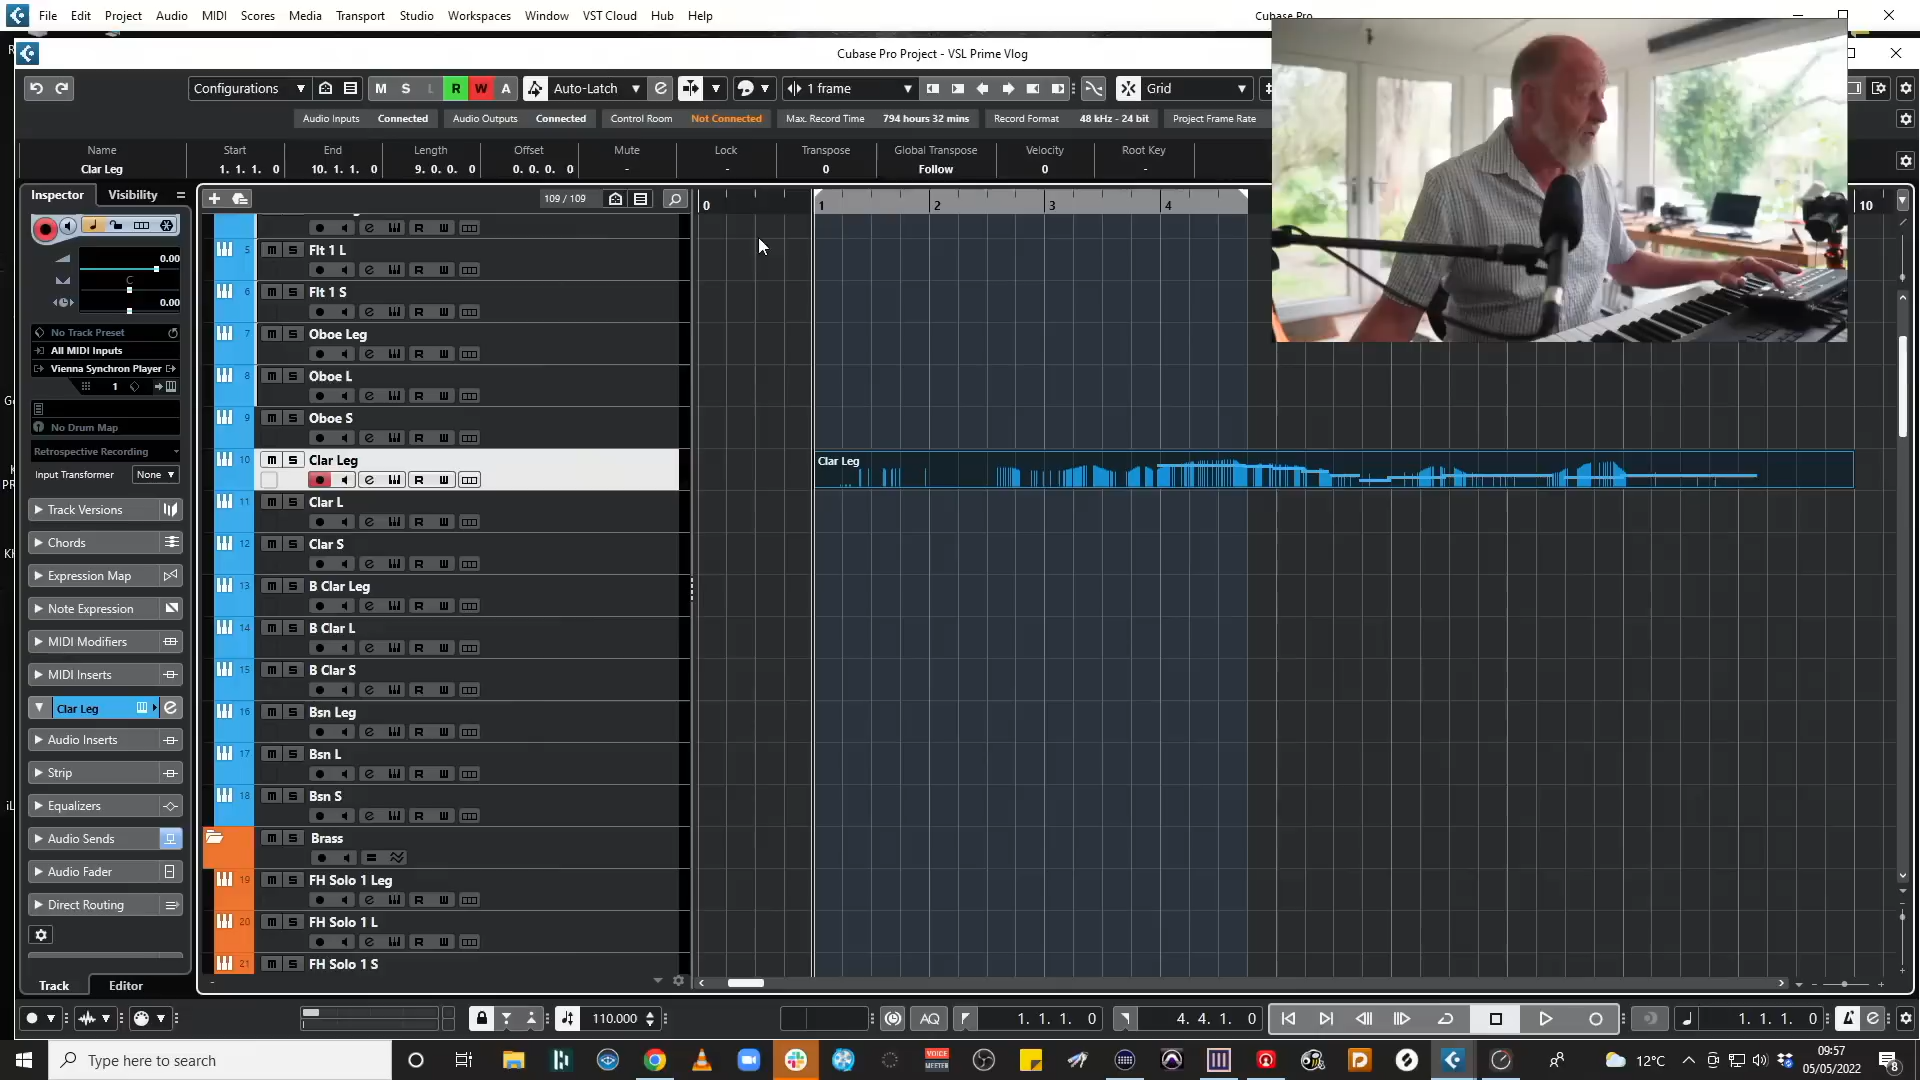 File Edit Project Audio MIDI Scores Media Transport Studio Workspaces Window VST Cloud Hub Help
Cubase Pro
Cubase Pro Project - VSL Prime Vlog
Configurations M S L R W A Auto-Latch 1 frame Grid
Audio Inputs Connected Audio Outputs Connected Control Room Not Connected Max. Record Time 794 hours 32 mins Record Format 48 kHz - 24 bit Project Frame Rate
Name Start End Length Offset Mute Lock Transpose Global Transpose Velocity Root Key
Clar Leg 1. 1. 1. 0 10. 1. 1. 0 9. 0. 0. 0 0. 0. 0. 0 - - 0 Follow 0 -
Inspector Visibility
109 / 109
0 1 2 3 4 10
0.00
C
0.00
No Track Preset
All MIDI Inputs
Vienna Synchron Player
1
No Drum Map
Retrospective Recording
Input Transformer None
Track Versions
Chords
Expression Map
Note Expression
MIDI Modifiers
MIDI Inserts
Clar Leg
Audio Inserts
Strip
Equalizers
Audio Sends
Audio Fader
Direct Routing
Track Editor
5 m S Flt 1 L
R W
6 m S Flt 1 S
R W
7 m S Oboe Leg
R W
8 m S Oboe L
R W
9 m S Oboe S
R W
10 m S Clar Leg
R W
Clar Leg
11 m S Clar L
R W
12 m S Clar S
R W
13 m S B Clar Leg
R W
14 m S B Clar L
R W
15 m S B Clar S
R W
16 m S Bsn Leg
R W
17 m S Bsn L
R W
18 m S Bsn S
R W
m S Brass
19 m S FH Solo 1 Leg
R W
20 m S FH Solo 1 L
R W
21 m S FH Solo 1 S
110.000 AQ 1. 1. 1. 0 4. 4. 1. 0 1. 1. 1. 0
Type here to search
VOICE
MEETER
12°C
09:57
05/05/2022
8